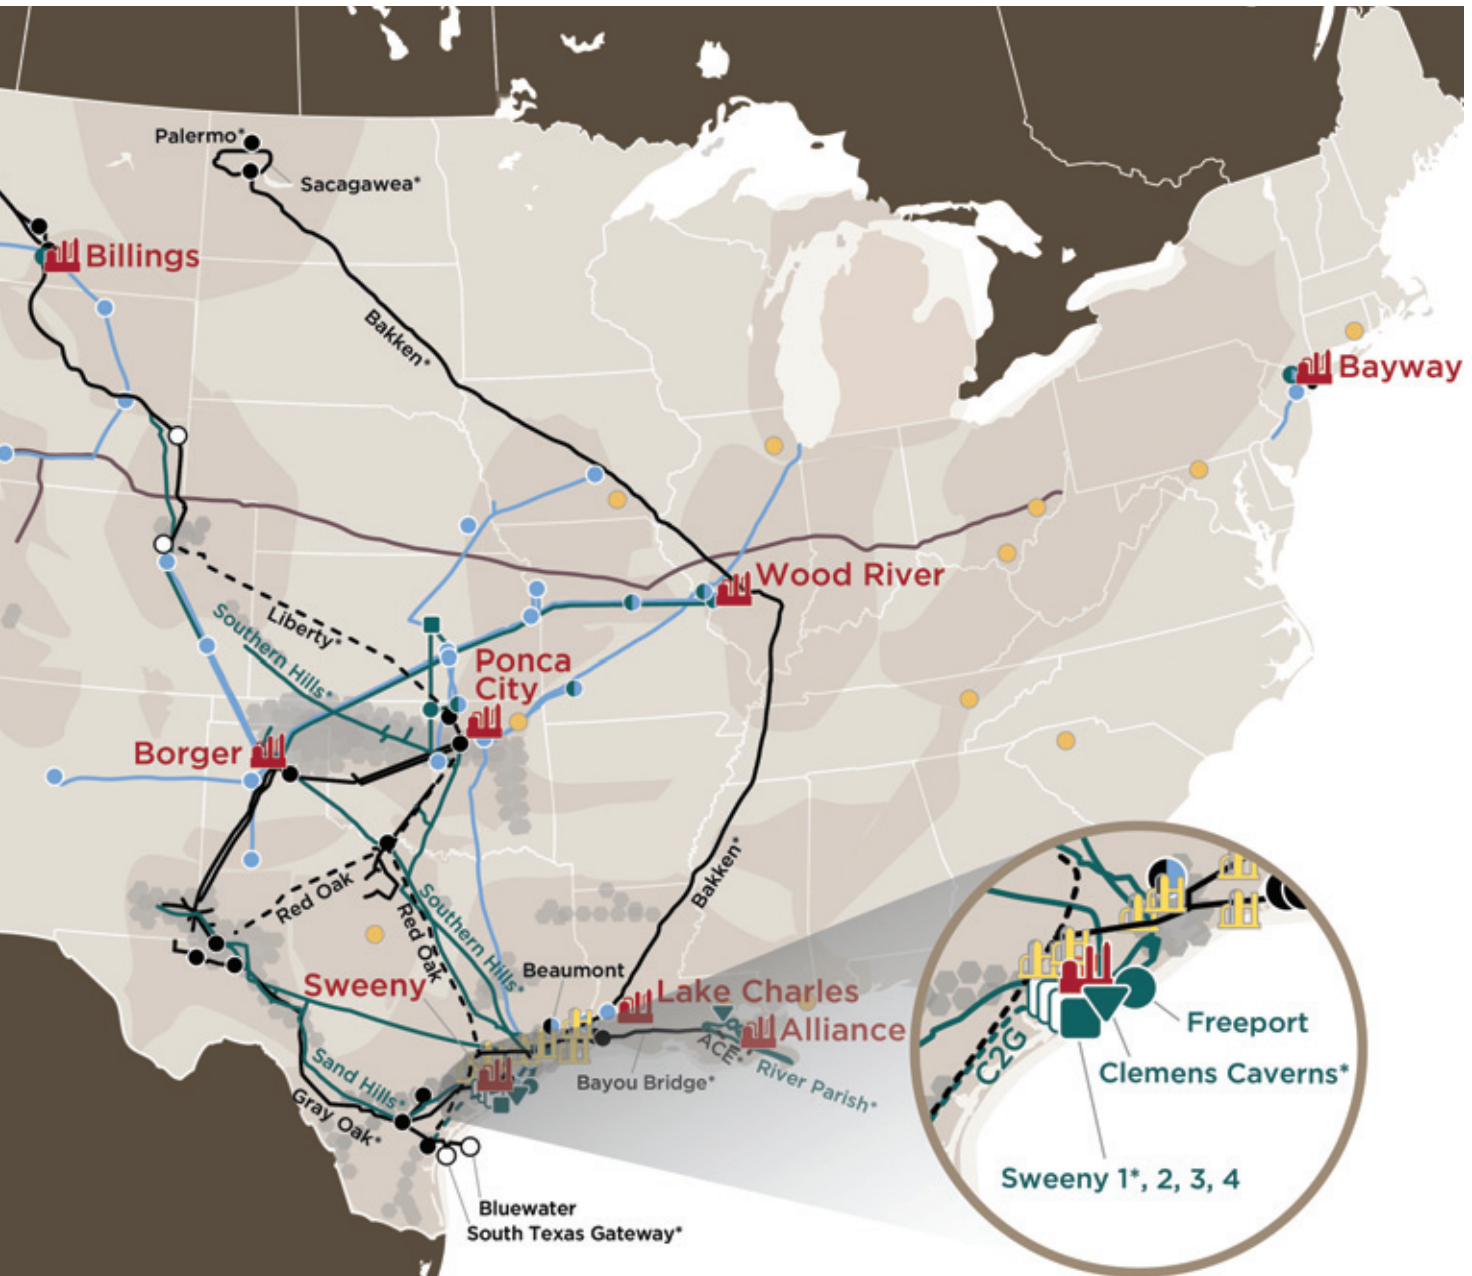 Palermo*
Sacagawea*
Billings
Bakken*
Bayway
Wood River
Liberty*
Southern Hills*
Ponca
City
Borger
Bakken*
Red Oak
Red Oak
Southern Hills*
Beaumont
Sweeny
Lake Charles
Alliance
ACE*
Bayou Bridge*
River Parish*
Sand Hills*
Gray Oak*
Bluewater
South Texas Gateway*
Freeport
C2G
Clemens Caverns*
Sweeny 1*, 2, 3, 4